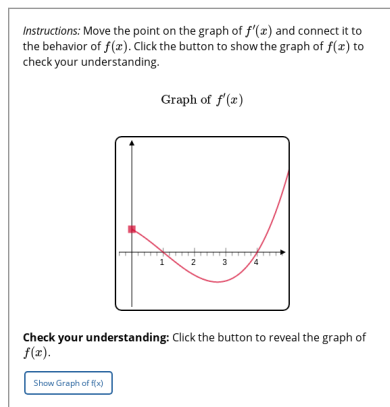 Instructions: Move the point on the graph of f′(x) and connect it to
the behavior of f(x). Click the button to show the graph of f(x) to
check your understanding.
Graph of f′(x)
1 2 3 4
Check your understanding: Click the button to reveal the graph of
f(x).
Show Graph of f(x)